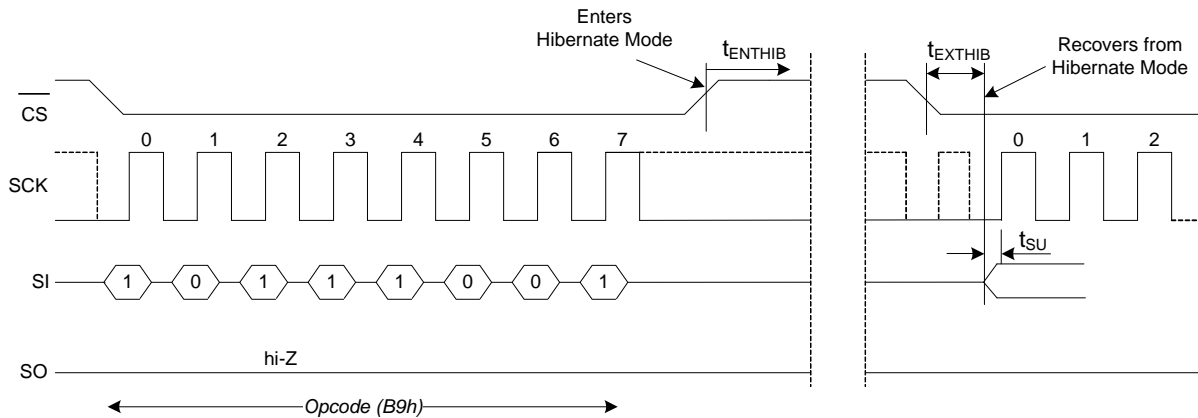 Enters
Hibernate Mode
tENTHIB
tEXTHIB
Recovers from
Hibernate Mode
CS
0 1 2 3 4 5 6 7 0 1 2
SCK
tSU
SI 1 0 1 1 1 0 0 1
hi-Z
SO
Opcode (B9h)